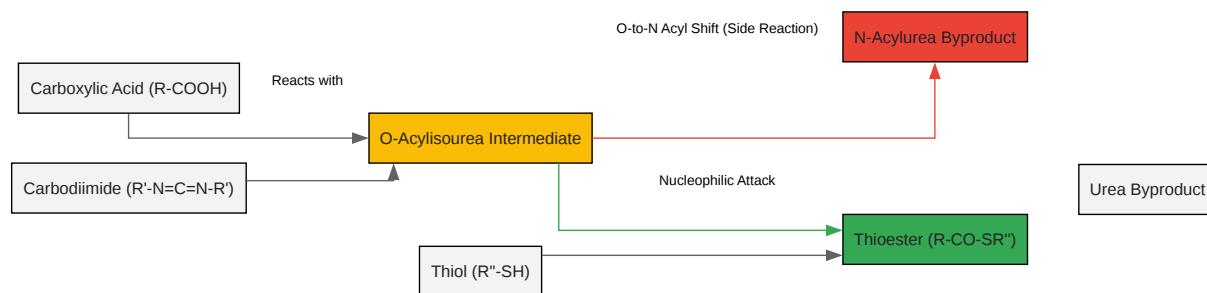 O-to-N Acyl Shift (Side Reaction)
N-Acylurea Byproduct
Carboxylic Acid (R-COOH)
Reacts with
O-Acylisourea Intermediate
Carbodiimide (R'-N=C=N-R')
Nucleophilic Attack
Urea Byproduct
Thioester (R-CO-SR")
Thiol (R"-SH)